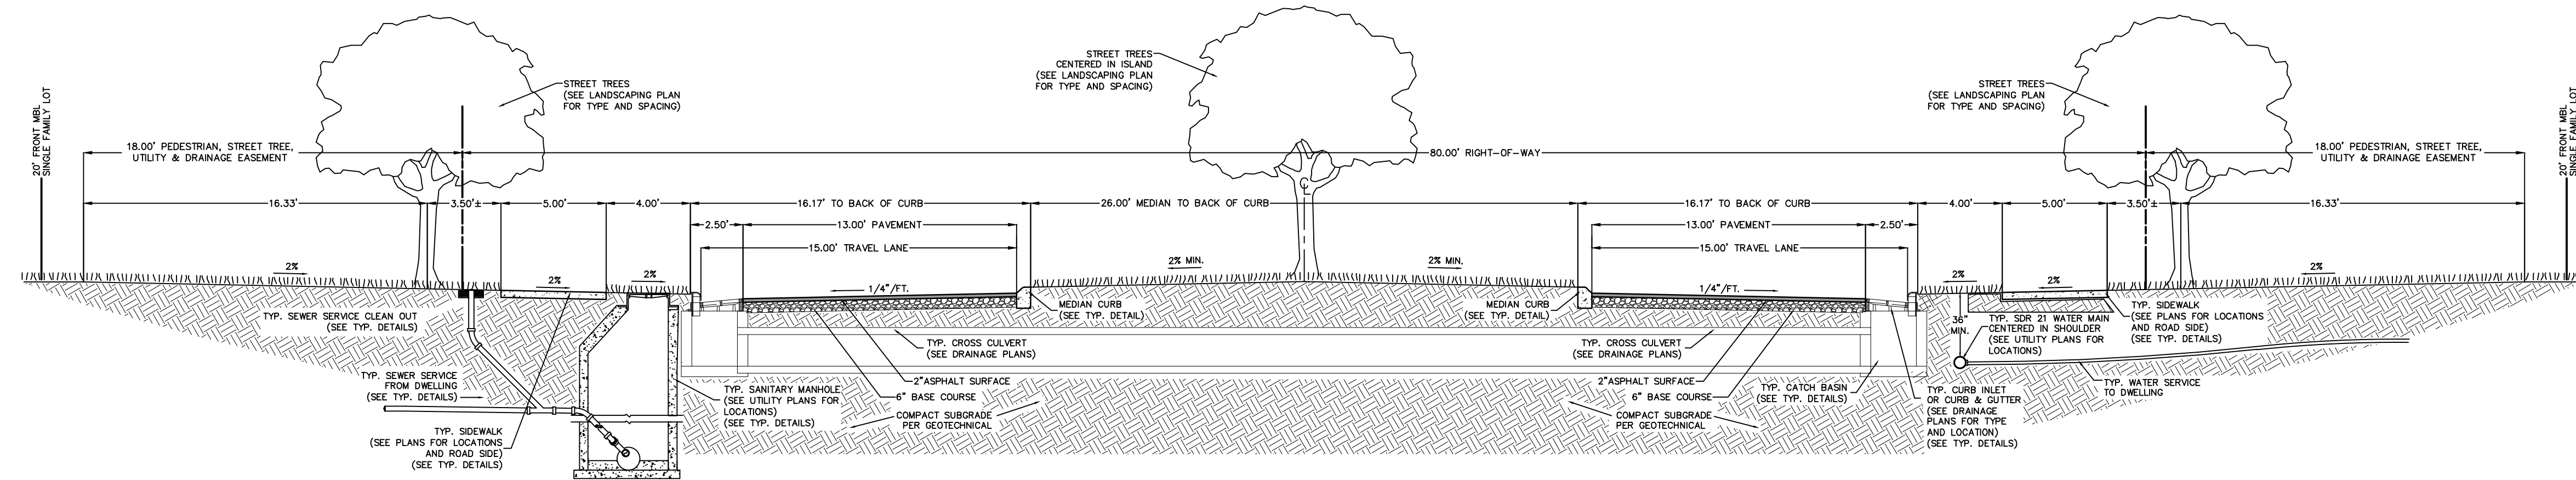 20' FRONT MBL
SINGLE FAMILY LOT
STREET TREES
(SEE LANDSCAPING PLAN
FOR TYPE AND SPACING)
STREET TREES
CENTERED IN ISLAND
(SEE LANDSCAPING PLAN
FOR TYPE AND SPACING)
STREET TREES
(SEE LANDSCAPING PLAN
FOR TYPE AND SPACING)
20' FRONT MBL
SINGLE FAMILY LOT
18.00' PEDESTRIAN, STREET TREE,
UTILITY & DRAINAGE EASEMENT
80.00' RIGHT-OF-WAY
18.00' PEDESTRIAN, STREET TREE,
UTILITY & DRAINAGE EASEMENT
CL
16.33'
3.50'±
5.00'
4.00'
16.17' TO BACK OF CURB
26.00' MEDIAN TO BACK OF CURB
16.17' TO BACK OF CURB
4.00'
5.00'
3.50'±
16.33'
2.50'
13.00' PAVEMENT
13.00' PAVEMENT
2.50'
15.00' TRAVEL LANE
15.00' TRAVEL LANE
2%
2%
2%
2% MIN.
2% MIN.
2%
2%
2%
1/4"/FT.
1/4"/FT.
TYP. SEWER SERVICE CLEAN OUT
(SEE TYP. DETAILS)
MEDIAN CURB
(SEE TYP. DETAIL)
MEDIAN CURB
(SEE TYP. DETAIL)
36"
MIN.
TYP. SDR 21 WATER MAIN
CENTERED IN SHOULDER
(SEE UTILITY PLANS FOR
LOCATIONS)
TYP. SIDEWALK
(SEE PLANS FOR LOCATIONS
AND ROAD SIDE)
(SEE TYP. DETAILS)
TYP. CROSS CULVERT
(SEE DRAINAGE PLANS)
TYP. CROSS CULVERT
(SEE DRAINAGE PLANS)
TYP. SEWER SERVICE
FROM DWELLING
(SEE TYP. DETAILS)
TYP. SANITARY MANHOLE
(SEE UTILITY PLANS FOR
LOCATIONS)
(SEE TYP. DETAILS)
2"ASPHALT SURFACE
6" BASE COURSE
COMPACT SUBGRADE
PER GEOTECHNICAL
2"ASPHALT SURFACE
6" BASE COURSE
COMPACT SUBGRADE
PER GEOTECHNICAL
TYP. CATCH BASIN
(SEE TYP. DETAILS)
TYP. CURB INLET
OR CURB & GUTTER
(SEE DRAINAGE
PLANS FOR TYPE
AND LOCATION)
(SEE TYP. DETAILS)
TYP. WATER SERVICE
TO DWELLING
TYP. SIDEWALK
(SEE PLANS FOR LOCATIONS
AND ROAD SIDE)
(SEE TYP. DETAILS)